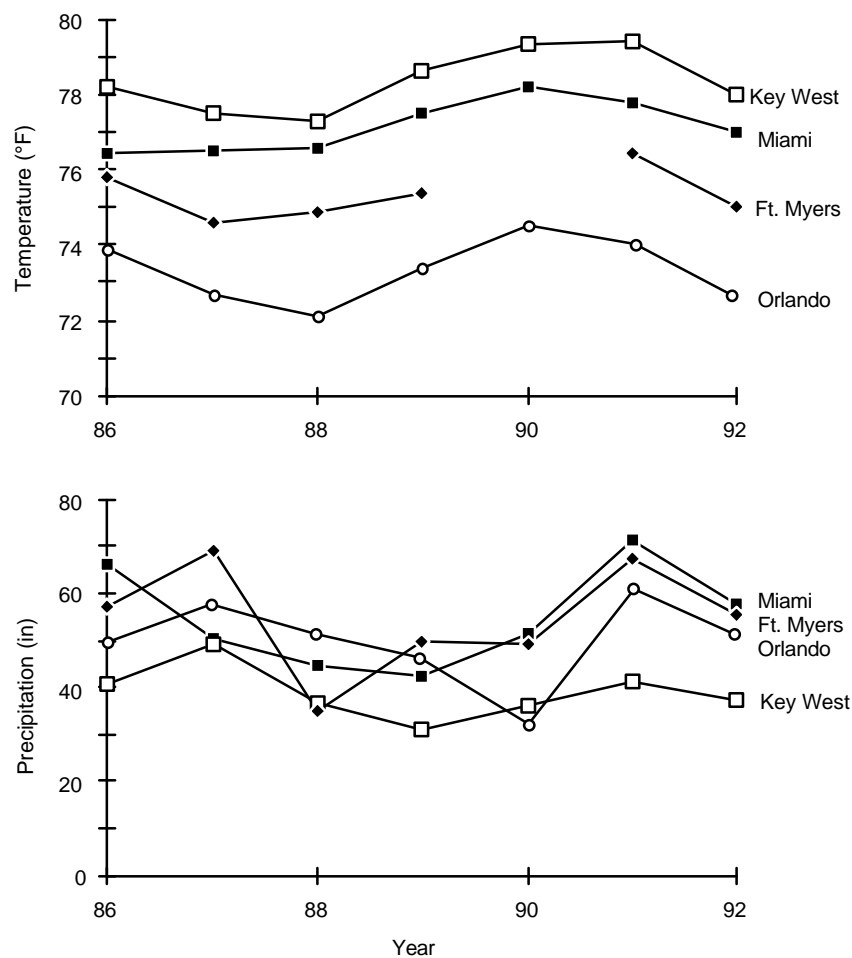 80
78
76
74
72
70
Temperature (°F)
Key West
Miami
Ft. Myers
Orlando
86
88
90
92
80
60
40
20
0
Precipitation (in)
Miami
Ft. Myers
Orlando
Key West
86
88
90
92
Year